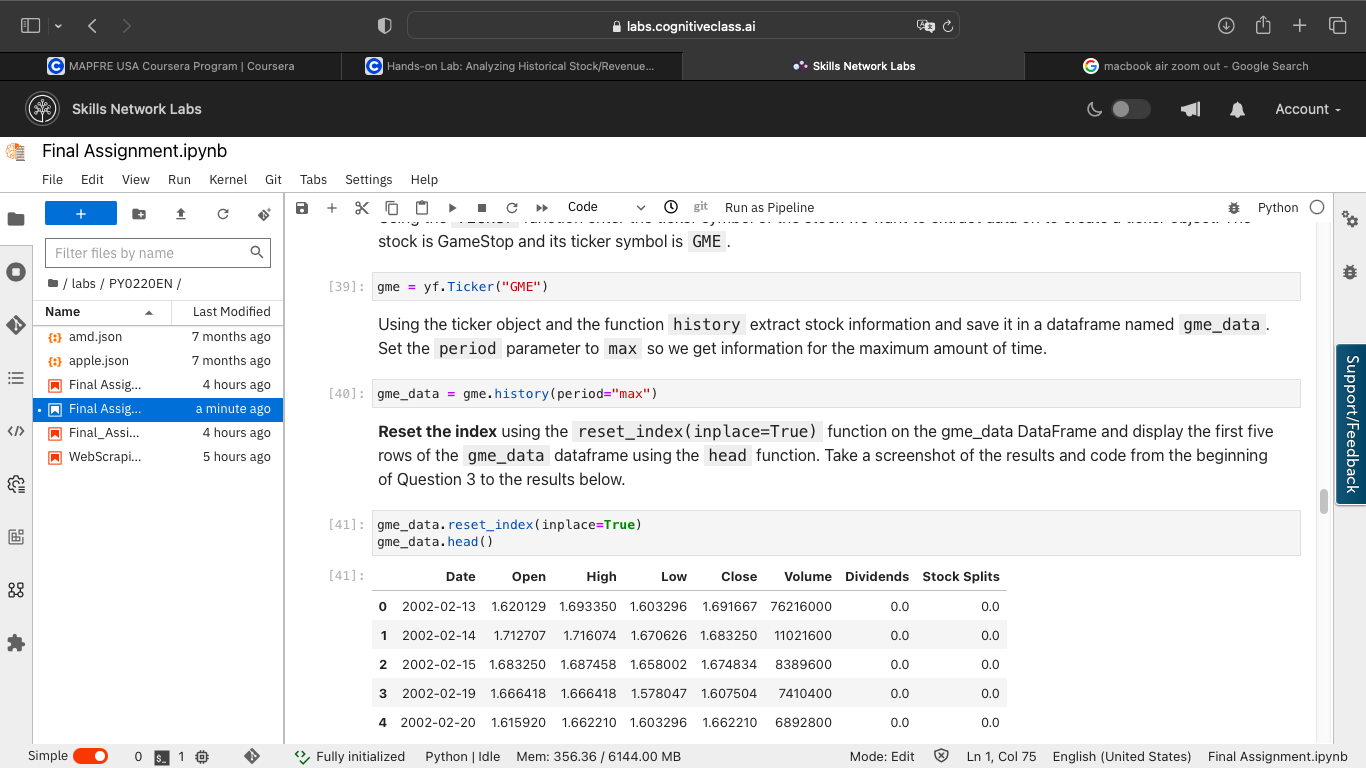 labs.cognitiveclass.ai
MAPFRE USA Coursera Program | Coursera
Hands-on Lab: Analyzing Historical Stock/Revenue...
Skills Network Labs
macbook air zoom out - Google Search
Skills Network Labs
Account
Final Assignment.ipynb
File Edit View Run Kernel Git Tabs Settings Help
Code git Run as Pipeline Python
Filter files by name
/ labs / PY0220EN /
Name Last Modified
amd.json 7 months ago
apple.json 7 months ago
Final Assig... 4 hours ago
Final Assig... a minute ago
Final_Assi... 4 hours ago
WebScrapi... 5 hours ago
stock is GameStop and its ticker symbol is GME .
[39]: gme = yf.Ticker("GME")
Using the ticker object and the function history extract stock information and save it in a dataframe named gme_data .
Set the period parameter to max so we get information for the maximum amount of time.
[40]: gme_data = gme.history(period="max")
Reset the index using the reset_index(inplace=True) function on the gme_data DataFrame and display the first five
rows of the gme_data dataframe using the head function. Take a screenshot of the results and code from the beginning
of Question 3 to the results below.
[41]: gme_data.reset_index(inplace=True)
gme_data.head()
[41]: Date Open High Low Close Volume Dividends Stock Splits
0 2002-02-13 1.620129 1.693350 1.603296 1.691667 76216000 0.0 0.0
1 2002-02-14 1.712707 1.716074 1.670626 1.683250 11021600 0.0 0.0
2 2002-02-15 1.683250 1.687458 1.658002 1.674834 8389600 0.0 0.0
3 2002-02-19 1.666418 1.666418 1.578047 1.607504 7410400 0.0 0.0
4 2002-02-20 1.615920 1.662210 1.603296 1.662210 6892800 0.0 0.0
Support/Feedback
Simple 0 1 Fully initialized Python | Idle Mem: 356.36 / 6144.00 MB Mode: Edit Ln 1, Col 75 English (United States) Final Assignment.ipynb